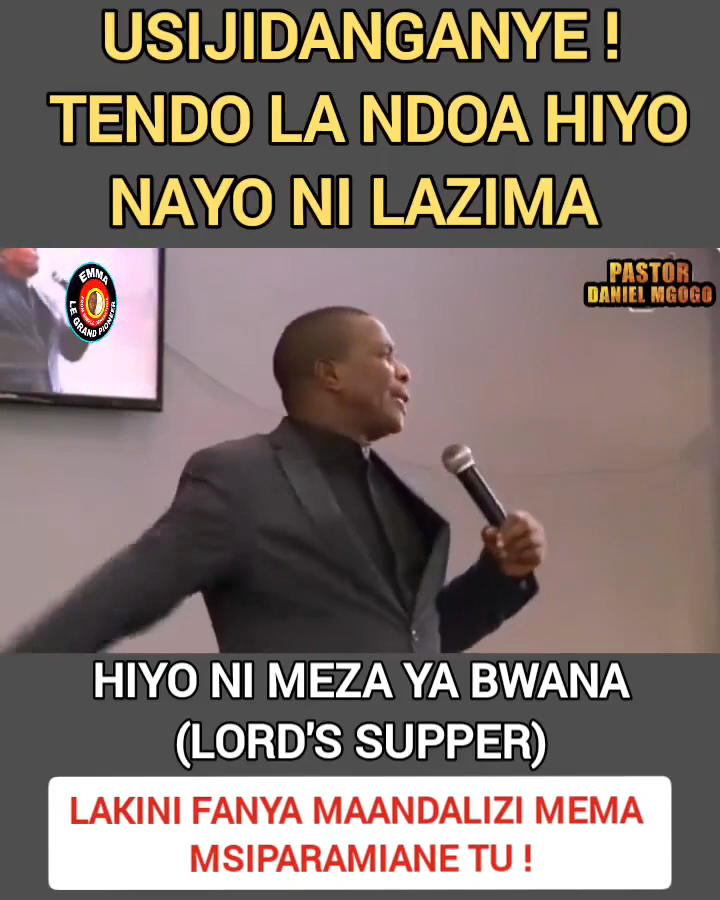 USIJIDANGANYE !
TENDO LA NDOA HIYO
NAYO NI LAZIMA
EMMA
LE GRAND PIONEER
PASTOR
DANIEL MGOGO
HIYO NI MEZA YA BWANA
(LORD'S SUPPER)
LAKINI FANYA MAANDALIZI MEMA
MSIPARAMIANE TU !